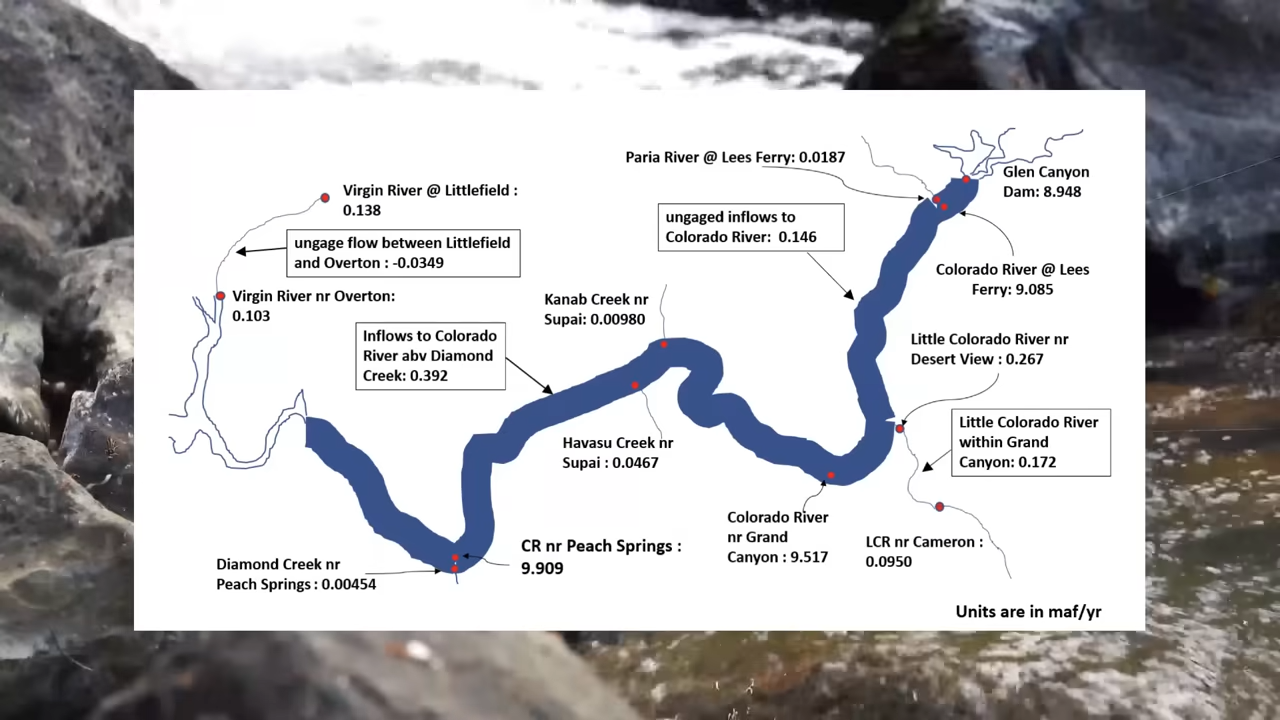 Paria River @ Lees Ferry: 0.0187
Glen Canyon
Dam: 8.948
Virgin River @ Littlefield :
0.138
ungaged inflows to
Colorado River: 0.146
ungage flow between Littlefield
and Overton : -0.0349
Colorado River @ Lees
Ferry: 9.085
Virgin River nr Overton:
0.103
Kanab Creek nr
Supai: 0.00980
Inflows to Colorado
River abv Diamond
Creek: 0.392
Little Colorado River nr
Desert View : 0.267
Little Colorado River
within Grand
Canyon: 0.172
Havasu Creek nr
Supai : 0.0467
Colorado River
nr Grand
Canyon : 9.517
LCR nr Cameron :
0.0950
CR nr Peach Springs :
9.909
Diamond Creek nr
Peach Springs : 0.00454
Units are in maf/yr